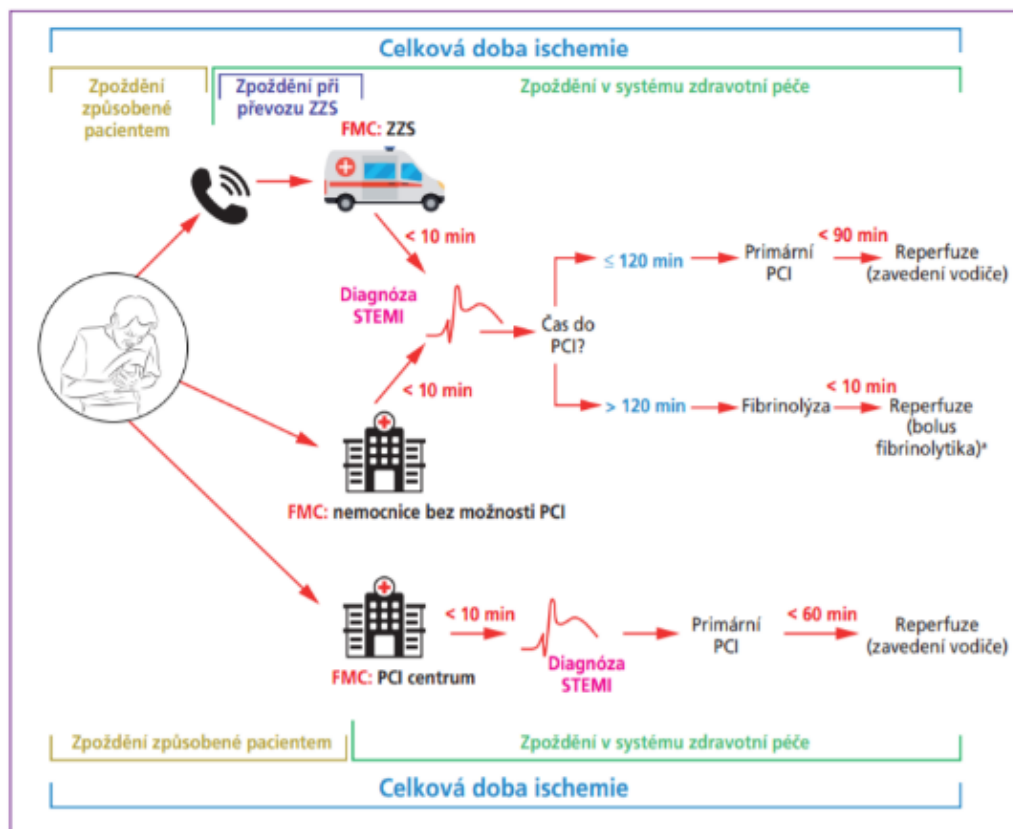 Celková doba ischemie
Zpoždění
způsobené
pacientem
Zpoždění při
převozu ZZS
Zpoždění v systému zdravotní péče
FMC: ZZS
< 10 min
Diagnóza
STEMI
< 10 min
Čas do
PCI?
≤ 120 min
Primární
PCI
< 90 min
Reperfuze
(zavedení vodiče)
> 120 min
Fibrinolýza
< 10 min
Reperfuze
(bolus
fibrinolytika)ᵃ
FMC: nemocnice bez možnosti PCI
FMC: PCI centrum
< 10 min
Diagnóza
STEMI
Primární
PCI
< 60 min
Reperfuze
(zavedení vodiče)
Zpoždění způsobené pacientem
Zpoždění v systému zdravotní péče
Celková doba ischemie